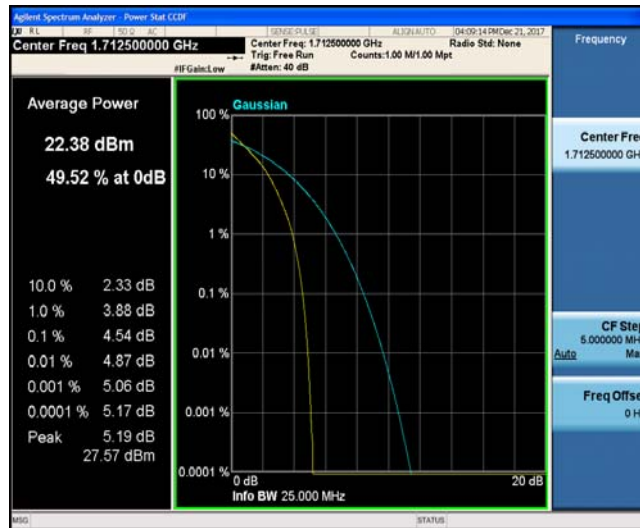 Agilent Spectrum Analyzer - Power Stat CCDF
RL RF 50 Ω AC SENSE:PULSE ALIGN AUTO 04:09:14 PM Dec 21, 2017
Center Freq 1.712500000 GHz
Center Freq: 1.712500000 GHz Radio Std: None
Trig: Free Run Counts:1.00 M/1.00 Mpt
#IFGain:Low #Atten: 40 dB
Frequency
Average Power
22.38 dBm
49.52 % at 0dB
10.0 % 2.33 dB
1.0 % 3.88 dB
0.1 % 4.54 dB
0.01 % 4.87 dB
0.001 % 5.06 dB
0.0001 % 5.17 dB
Peak 5.19 dB
27.57 dBm
Gaussian
100 %
10 %
1 %
0.1 %
0.01 %
0.001 %
0.0001 %
0 dB 20 dB
Info BW 25.000 MHz
Center Fre
1.712500000 GH
CF Step
5.000000 MH
Auto Ma
Freq Offse
0 H
MSG STATUS